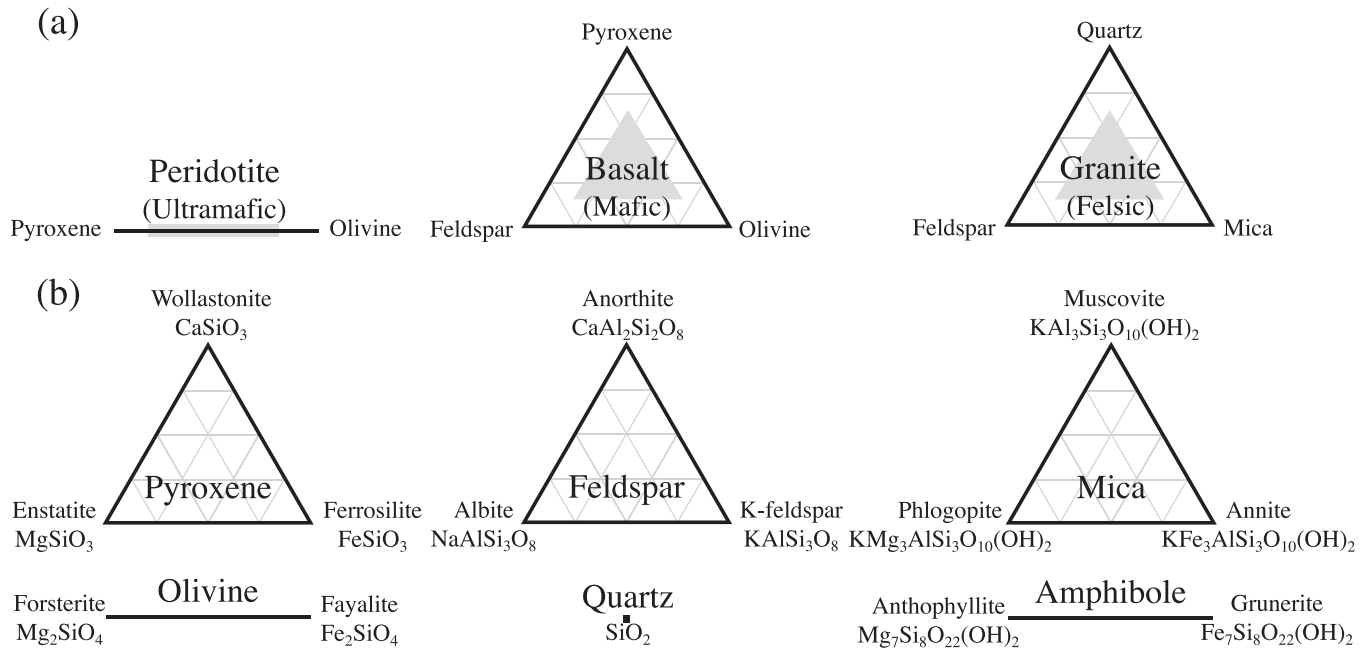 (a)
Pyroxene
Quartz
Peridotite
(Ultramafic)
Basalt
(Mafic)
Granite
(Felsic)
Pyroxene
Olivine
Feldspar
Olivine
Feldspar
Mica
(b)
Wollastonite
CaSiO₃
Anorthite
CaAl₂Si₂O₈
Muscovite
KAl₃Si₃O₁₀(OH)₂
Pyroxene
Feldspar
Mica
Enstatite
MgSiO₃
Ferrosilite
FeSiO₃
Albite
NaAlSi₃O₈
K-feldspar
KAlSi₃O₈
Phlogopite
KMg₃AlSi₃O₁₀(OH)₂
Annite
KFe₃AlSi₃O₁₀(OH)₂
Olivine
Forsterite
Mg₂SiO₄
Fayalite
Fe₂SiO₄
Quartz
SiO₂
Amphibole
Anthophyllite
Mg₇Si₈O₂₂(OH)₂
Grunerite
Fe₇Si₈O₂₂(OH)₂